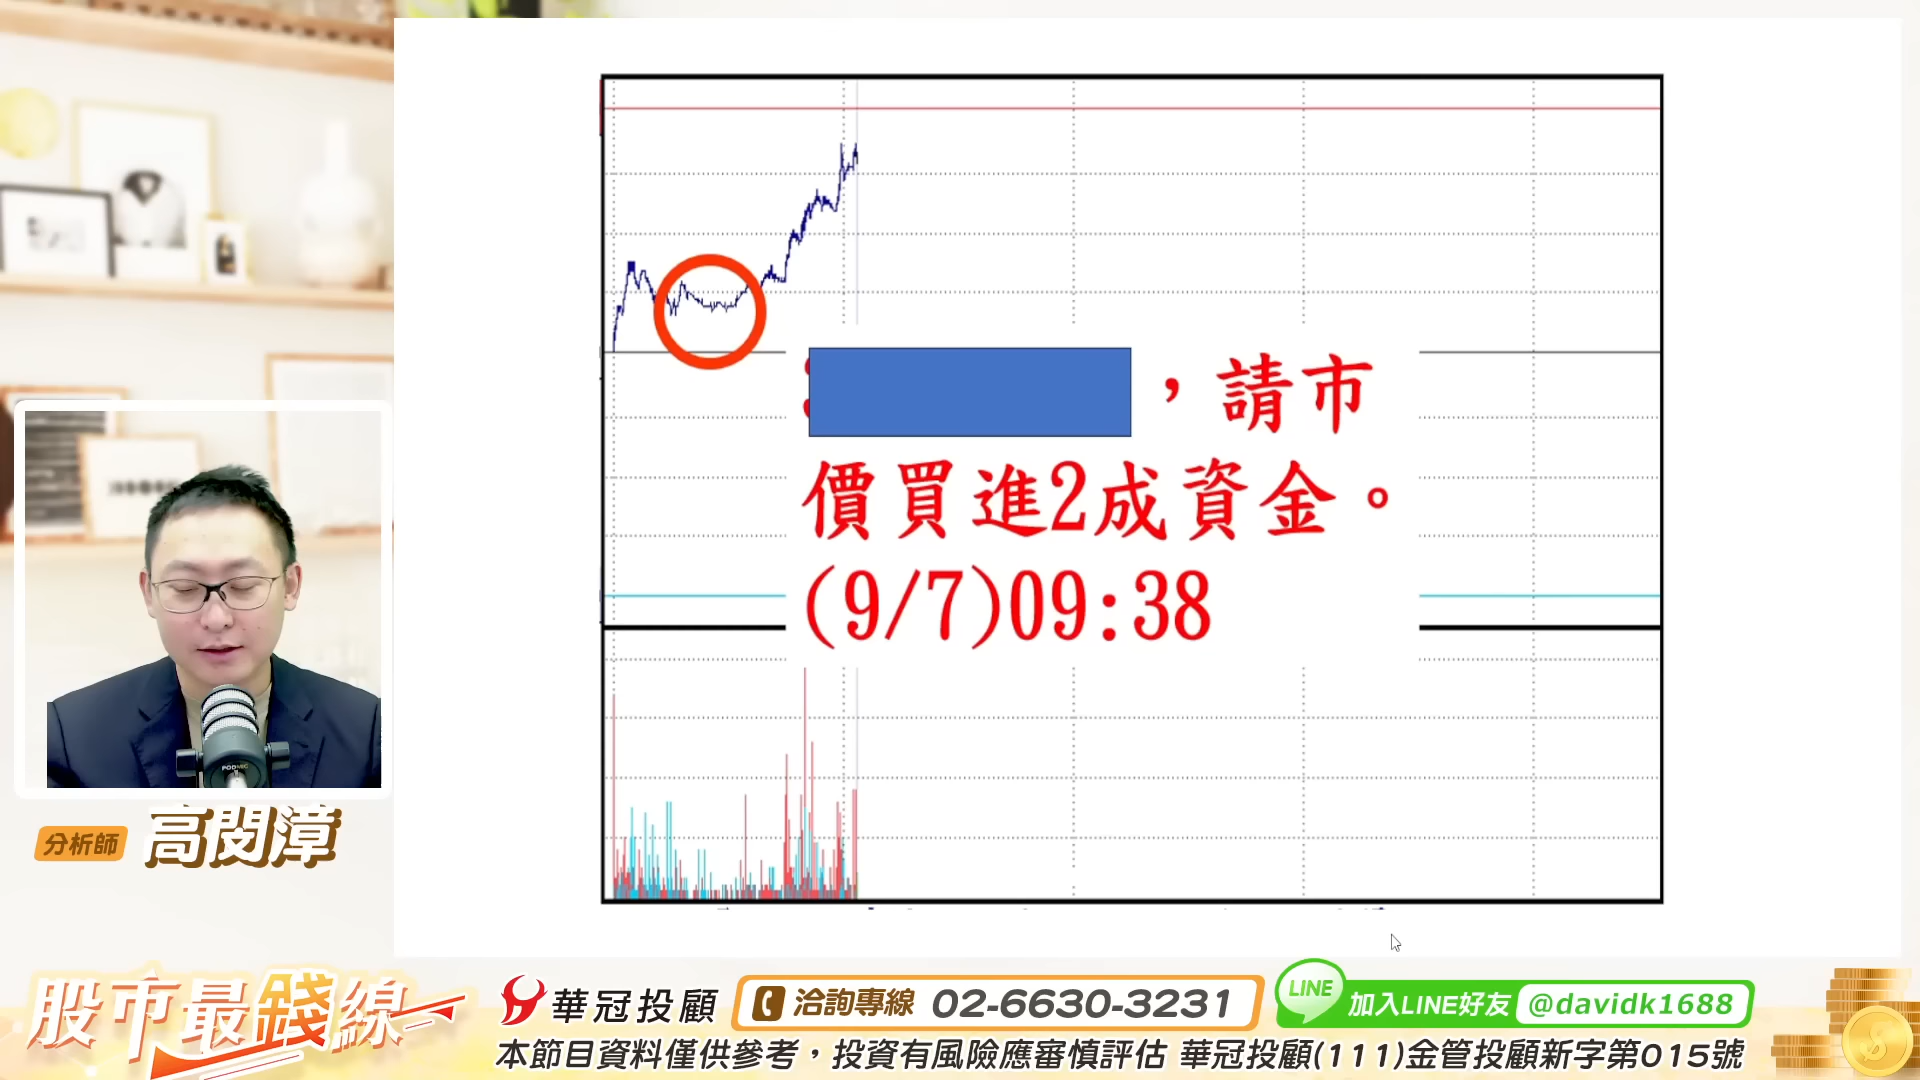 ，請市
價買進2成資金。
(9/7)09:38
PODMIC
分析師 高閔漳
股市最錢線
華冠投顧 洽詢專線 02-6630-3231 LINE 加入LINE好友 @davidk1688
本節目資料僅供參考，投資有風險應審慎評估 華冠投顧(111)金管投顧新字第015號